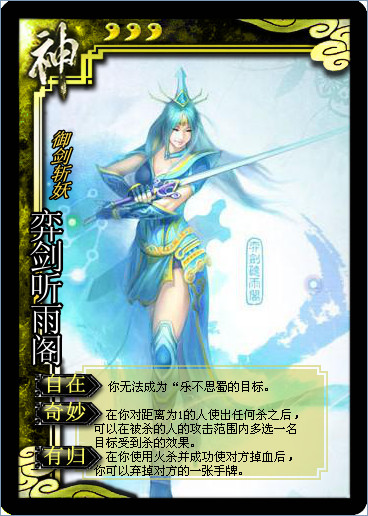 神
御剑斩妖
弈剑听雨阁
弈劍聽雨閣
自在
你无法成为“乐不思蜀的目标。
奇妙
在你对距离为1的人使出任何杀之后，
可以在被杀的人的攻击范围内多选一名
目标受到杀的效果。
有归
在你使用火杀并成功使对方掉血后，
你可以弃掉对方的一张手牌。